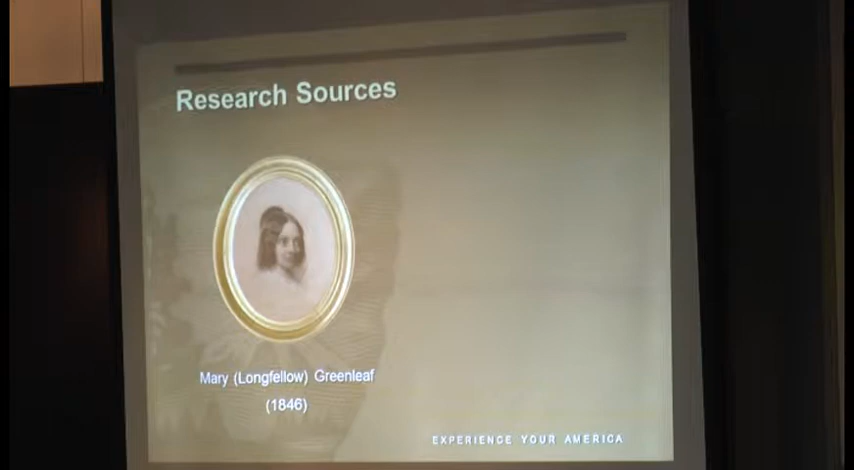 Research Sources
Mary (Longfellow) Greenleaf
(1846)
EXPERIENCE YOUR AMERICA